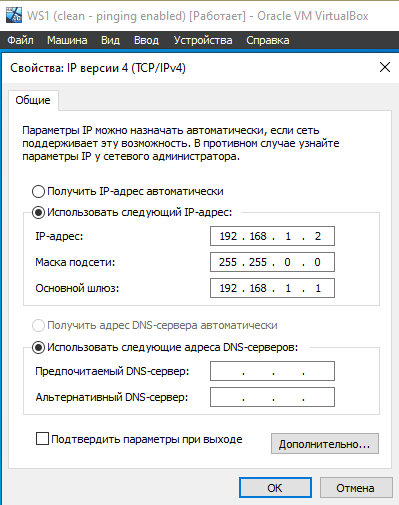 WS1 (clean - pinging enabled) [Работает] - Oracle VM VirtualBox
Файл Машина Вид Ввод Устройства Справка
Свойства: IP версии 4 (TCP/IPv4)
Общие
Параметры IP можно назначать автоматически, если сеть
поддерживает эту возможность. В противном случае узнайте
параметры IP у сетевого администратора.
Получить IP-адрес автоматически
Использовать следующий IP-адрес:
IP-адрес: 192 . 168 . 1 . 2
Маска подсети: 255 . 255 . 0 . 0
Основной шлюз: 192 . 168 . 1 . 1
Получить адрес DNS-сервера автоматически
Использовать следующие адреса DNS-серверов:
Предпочитаемый DNS-сервер: . . .
Альтернативный DNS-сервер: . . .
Подтвердить параметры при выходе
Дополнительно...
ОК Отмена